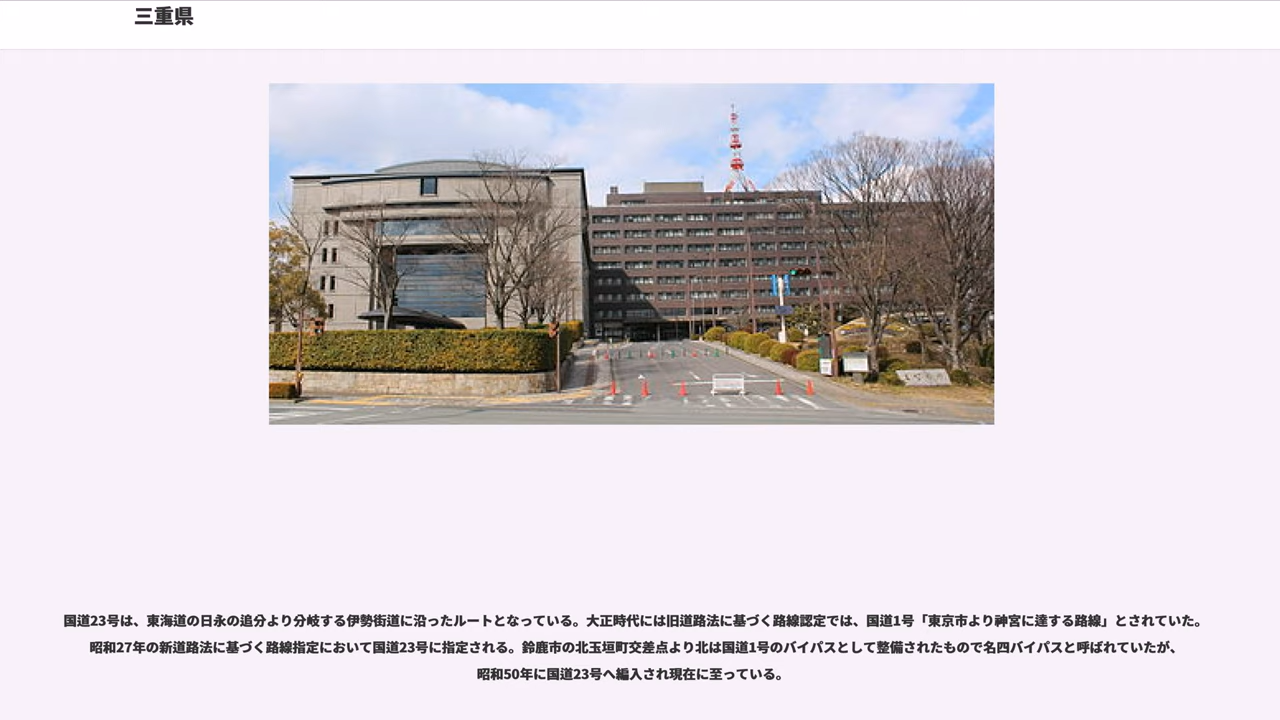 三重県
国道23号は、東海道の日永の追分より分岐する伊勢街道に沿ったルートとなっている。大正時代には旧道路法に基づく路線認定では、国道1号「東京市より神宮に達する路線」とされていた。
昭和27年の新道路法に基づく路線指定において国道23号に指定される。鈴鹿市の北玉垣町交差点より北は国道1号のバイパスとして整備されたもので名四バイパスと呼ばれていたが、
昭和50年に国道23号へ編入され現在に至っている。